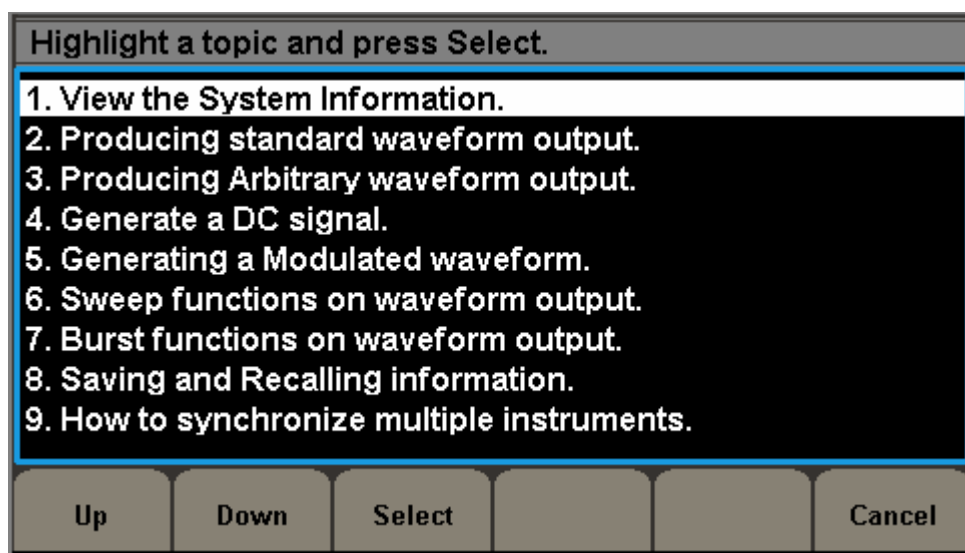 Highlight a topic and press Select.
1. View the System Information.
2. Producing standard waveform output.
3. Producing Arbitrary waveform output.
4. Generate a DC signal.
5. Generating a Modulated waveform.
6. Sweep functions on waveform output.
7. Burst functions on waveform output.
8. Saving and Recalling information.
9. How to synchronize multiple instruments.
Up Down Select Cancel